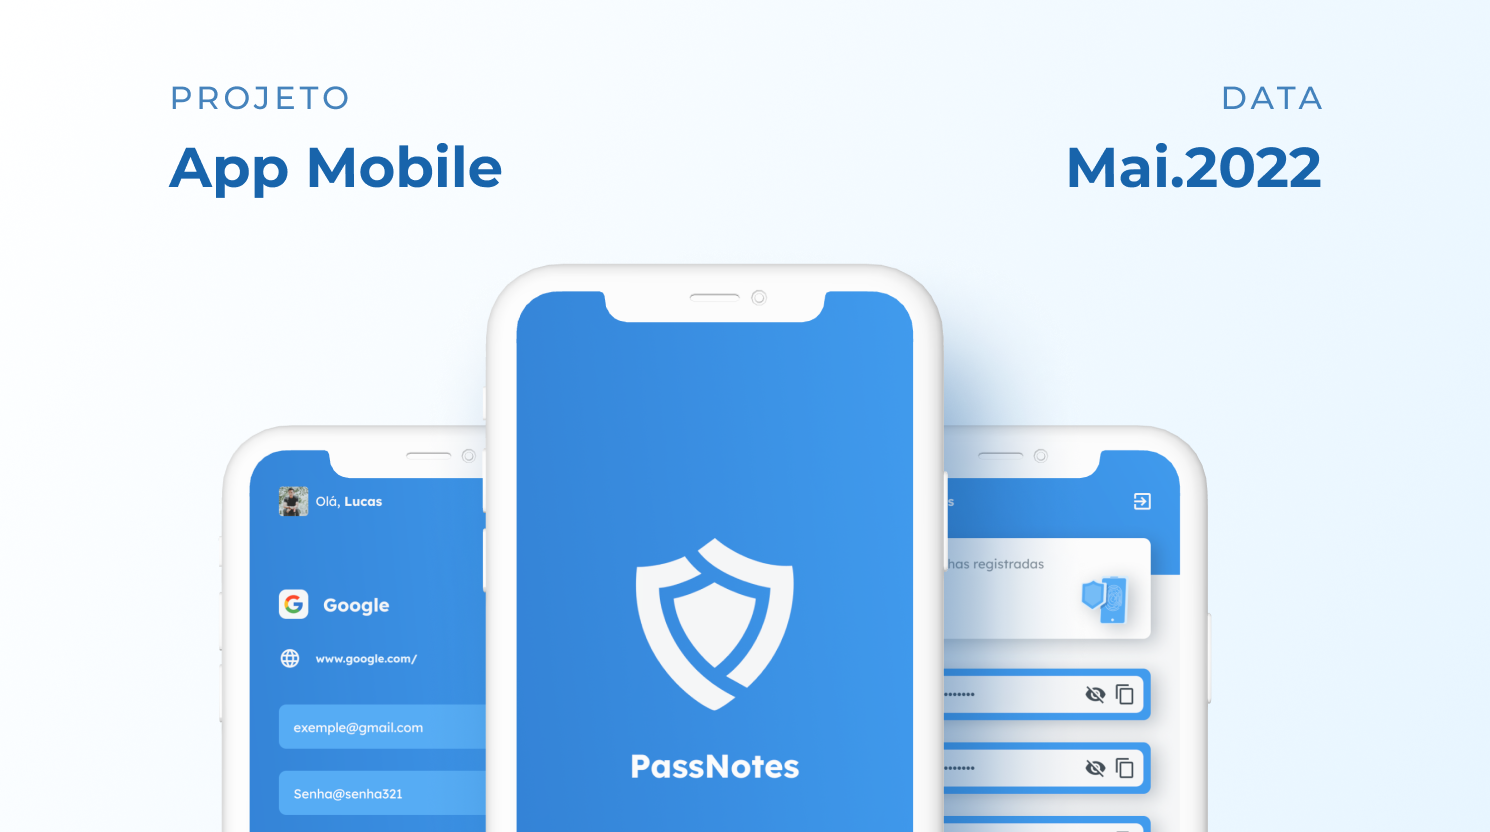 PROJETO
App Mobile
DATA
Mai.2022
Olá, Lucas
Google
www.google.com/
exemple@gmail.com
Senha@senha321
PassNotes
registradas